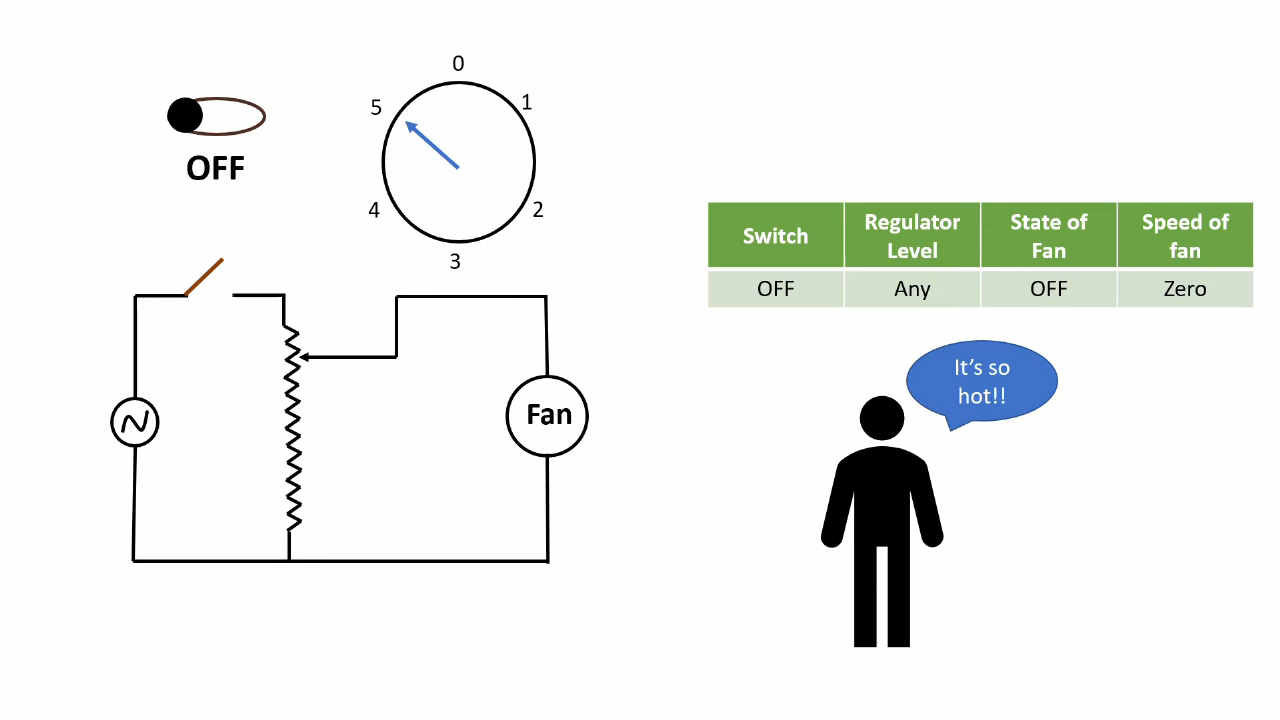 0
5
1
OFF
4
2
3
Switch
Regulator
Level
State of
Fan
Speed of
fan
OFF
Any
OFF
Zero
It’s so
hot!!
Fan